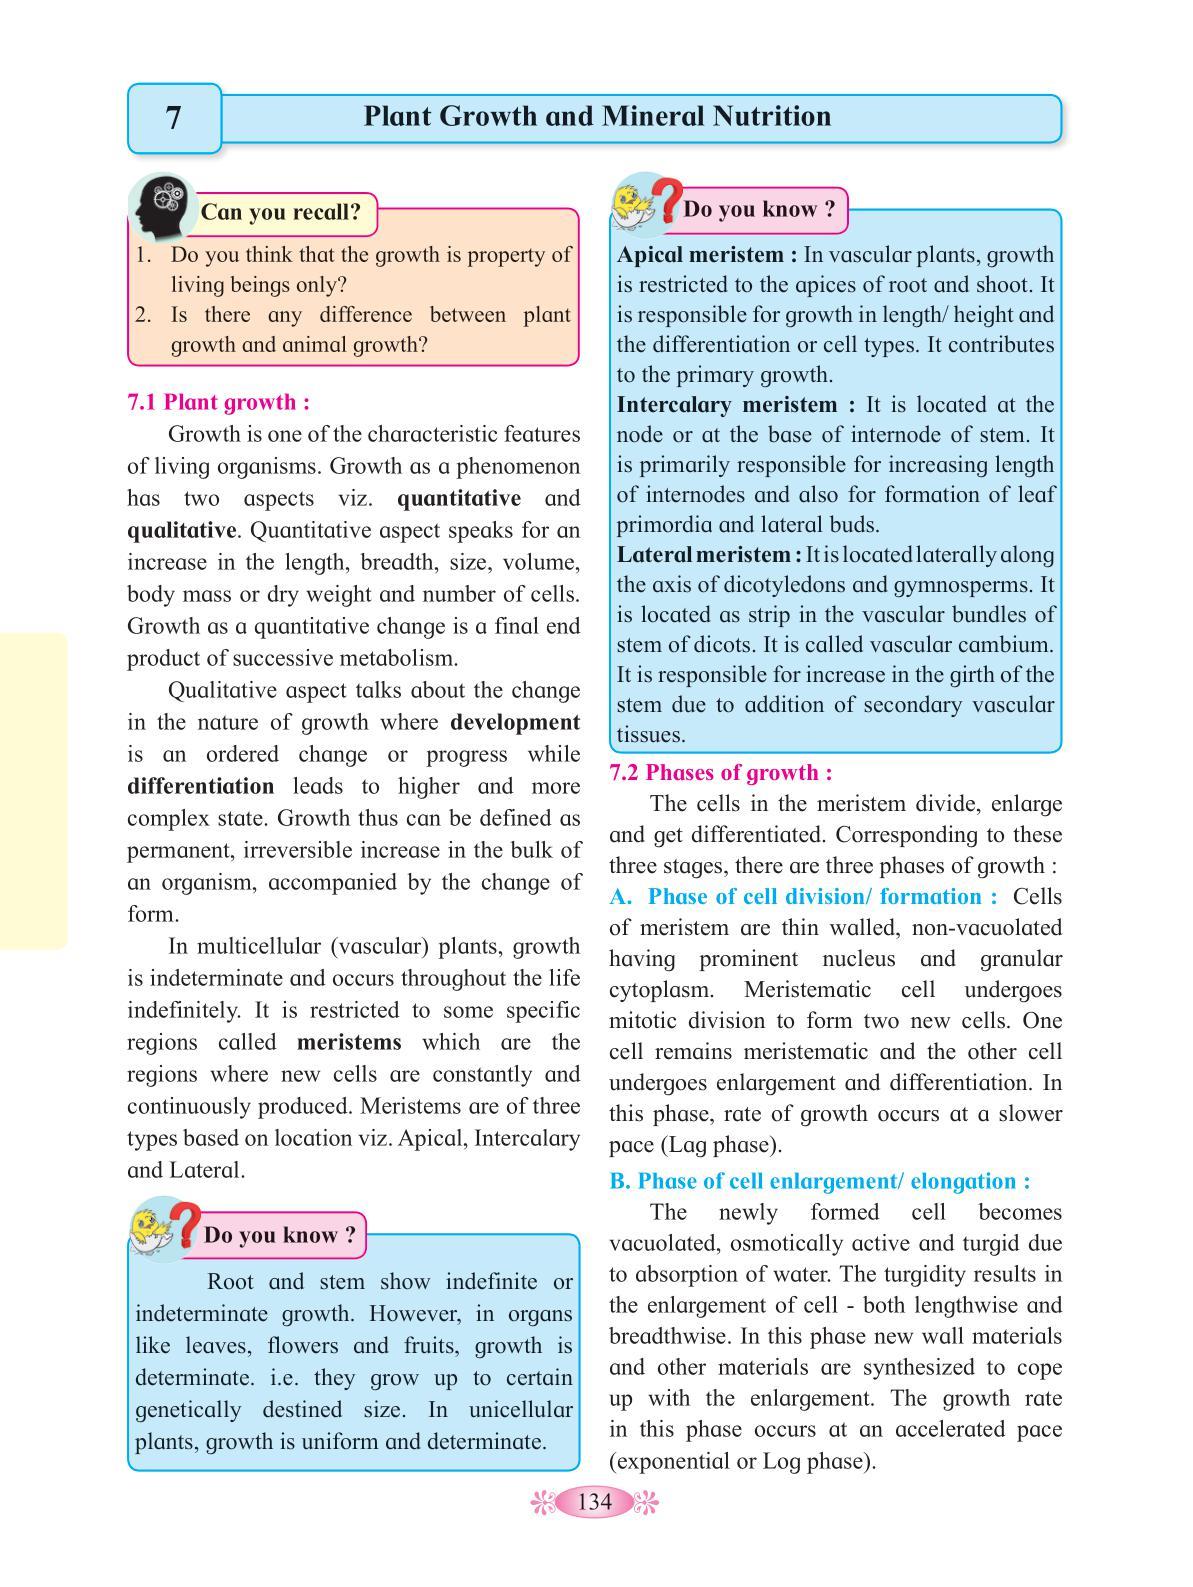 7
Plant Growth and Mineral Nutrition
Can you recall?
1. Do you think that the growth is property of
living beings only?
2. Is there any difference between plant
growth and animal growth?
7.1 Plant growth :
Growth is one of the characteristic features
of living organisms. Growth as a phenomenon
has two aspects viz. quantitative and
qualitative. Quantitative aspect speaks for an
increase in the length, breadth, size, volume,
body mass or dry weight and number of cells.
Growth as a quantitative change is a final end
product of successive metabolism.
Qualitative aspect talks about the change
in the nature of growth where development
is an ordered change or progress while
differentiation leads to higher and more
complex state. Growth thus can be defined as
permanent, irreversible increase in the bulk of
an organism, accompanied by the change of
form.
In multicellular (vascular) plants, growth
is indeterminate and occurs throughout the life
indefinitely. It is restricted to some specific
regions called meristems which are the
regions where new cells are constantly and
continuously produced. Meristems are of three
types based on location viz. Apical, Intercalary
and Lateral.
Do you know ?
Root and stem show indefinite or
indeterminate growth. However, in organs
like leaves, flowers and fruits, growth is
determinate. i.e. they grow up to certain
genetically destined size. In unicellular
plants, growth is uniform and determinate.
Do you know ?
Apical meristem : In vascular plants, growth
is restricted to the apices of root and shoot. It
is responsible for growth in length/ height and
the differentiation or cell types. It contributes
to the primary growth.
Intercalary meristem : It is located at the
node or at the base of internode of stem. It
is primarily responsible for increasing length
of internodes and also for formation of leaf
primordia and lateral buds.
Lateral meristem : It is located laterally along
the axis of dicotyledons and gymnosperms. It
is located as strip in the vascular bundles of
stem of dicots. It is called vascular cambium.
It is responsible for increase in the girth of the
stem due to addition of secondary vascular
tissues.
7.2 Phases of growth :
The cells in the meristem divide, enlarge
and get differentiated. Corresponding to these
three stages, there are three phases of growth :
A. Phase of cell division/ formation : Cells
of meristem are thin walled, non-vacuolated
having prominent nucleus and granular
cytoplasm. Meristematic cell undergoes
mitotic division to form two new cells. One
cell remains meristematic and the other cell
undergoes enlargement and differentiation. In
this phase, rate of growth occurs at a slower
pace (Lag phase).
B. Phase of cell enlargement/ elongation :
The newly formed cell becomes
vacuolated, osmotically active and turgid due
to absorption of water. The turgidity results in
the enlargement of cell - both lengthwise and
breadthwise. In this phase new wall materials
and other materials are synthesized to cope
up with the enlargement. The growth rate
in this phase occurs at an accelerated pace
(exponential or Log phase).
134